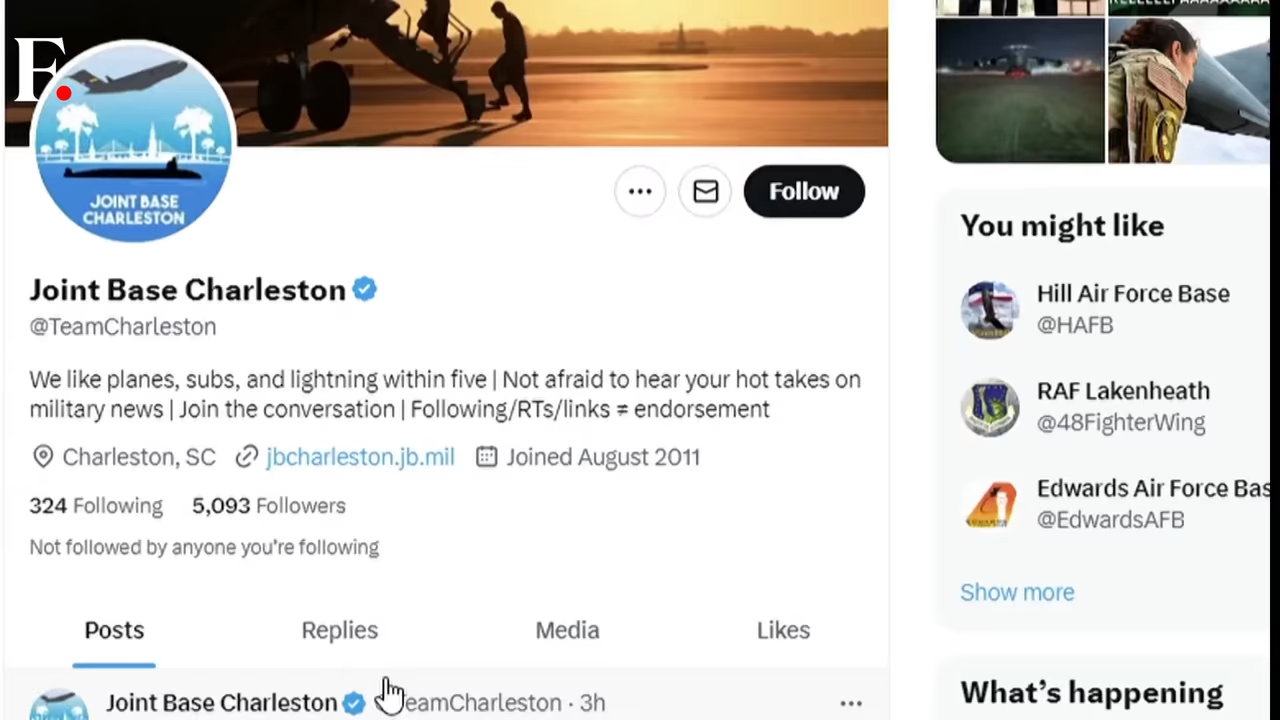 F.
JOINT BASE
CHARLESTON
Follow
Joint Base Charleston
@TeamCharleston
We like planes, subs, and lightning within five | Not afraid to hear your hot takes on
military news | Join the conversation | Following/RTs/links ≠ endorsement
Charleston, SC jbcharleston.jb.mil Joined August 2011
324 Following 5,093 Followers
Not followed by anyone you're following
Posts Replies Media Likes
Joint Base Charleston TeamCharleston · 3h
You might like
Hill Air Force Base
@HAFB
RAF Lakenheath
@48FighterWing
Edwards Air Force Bas
@EdwardsAFB
Show more
What's happening